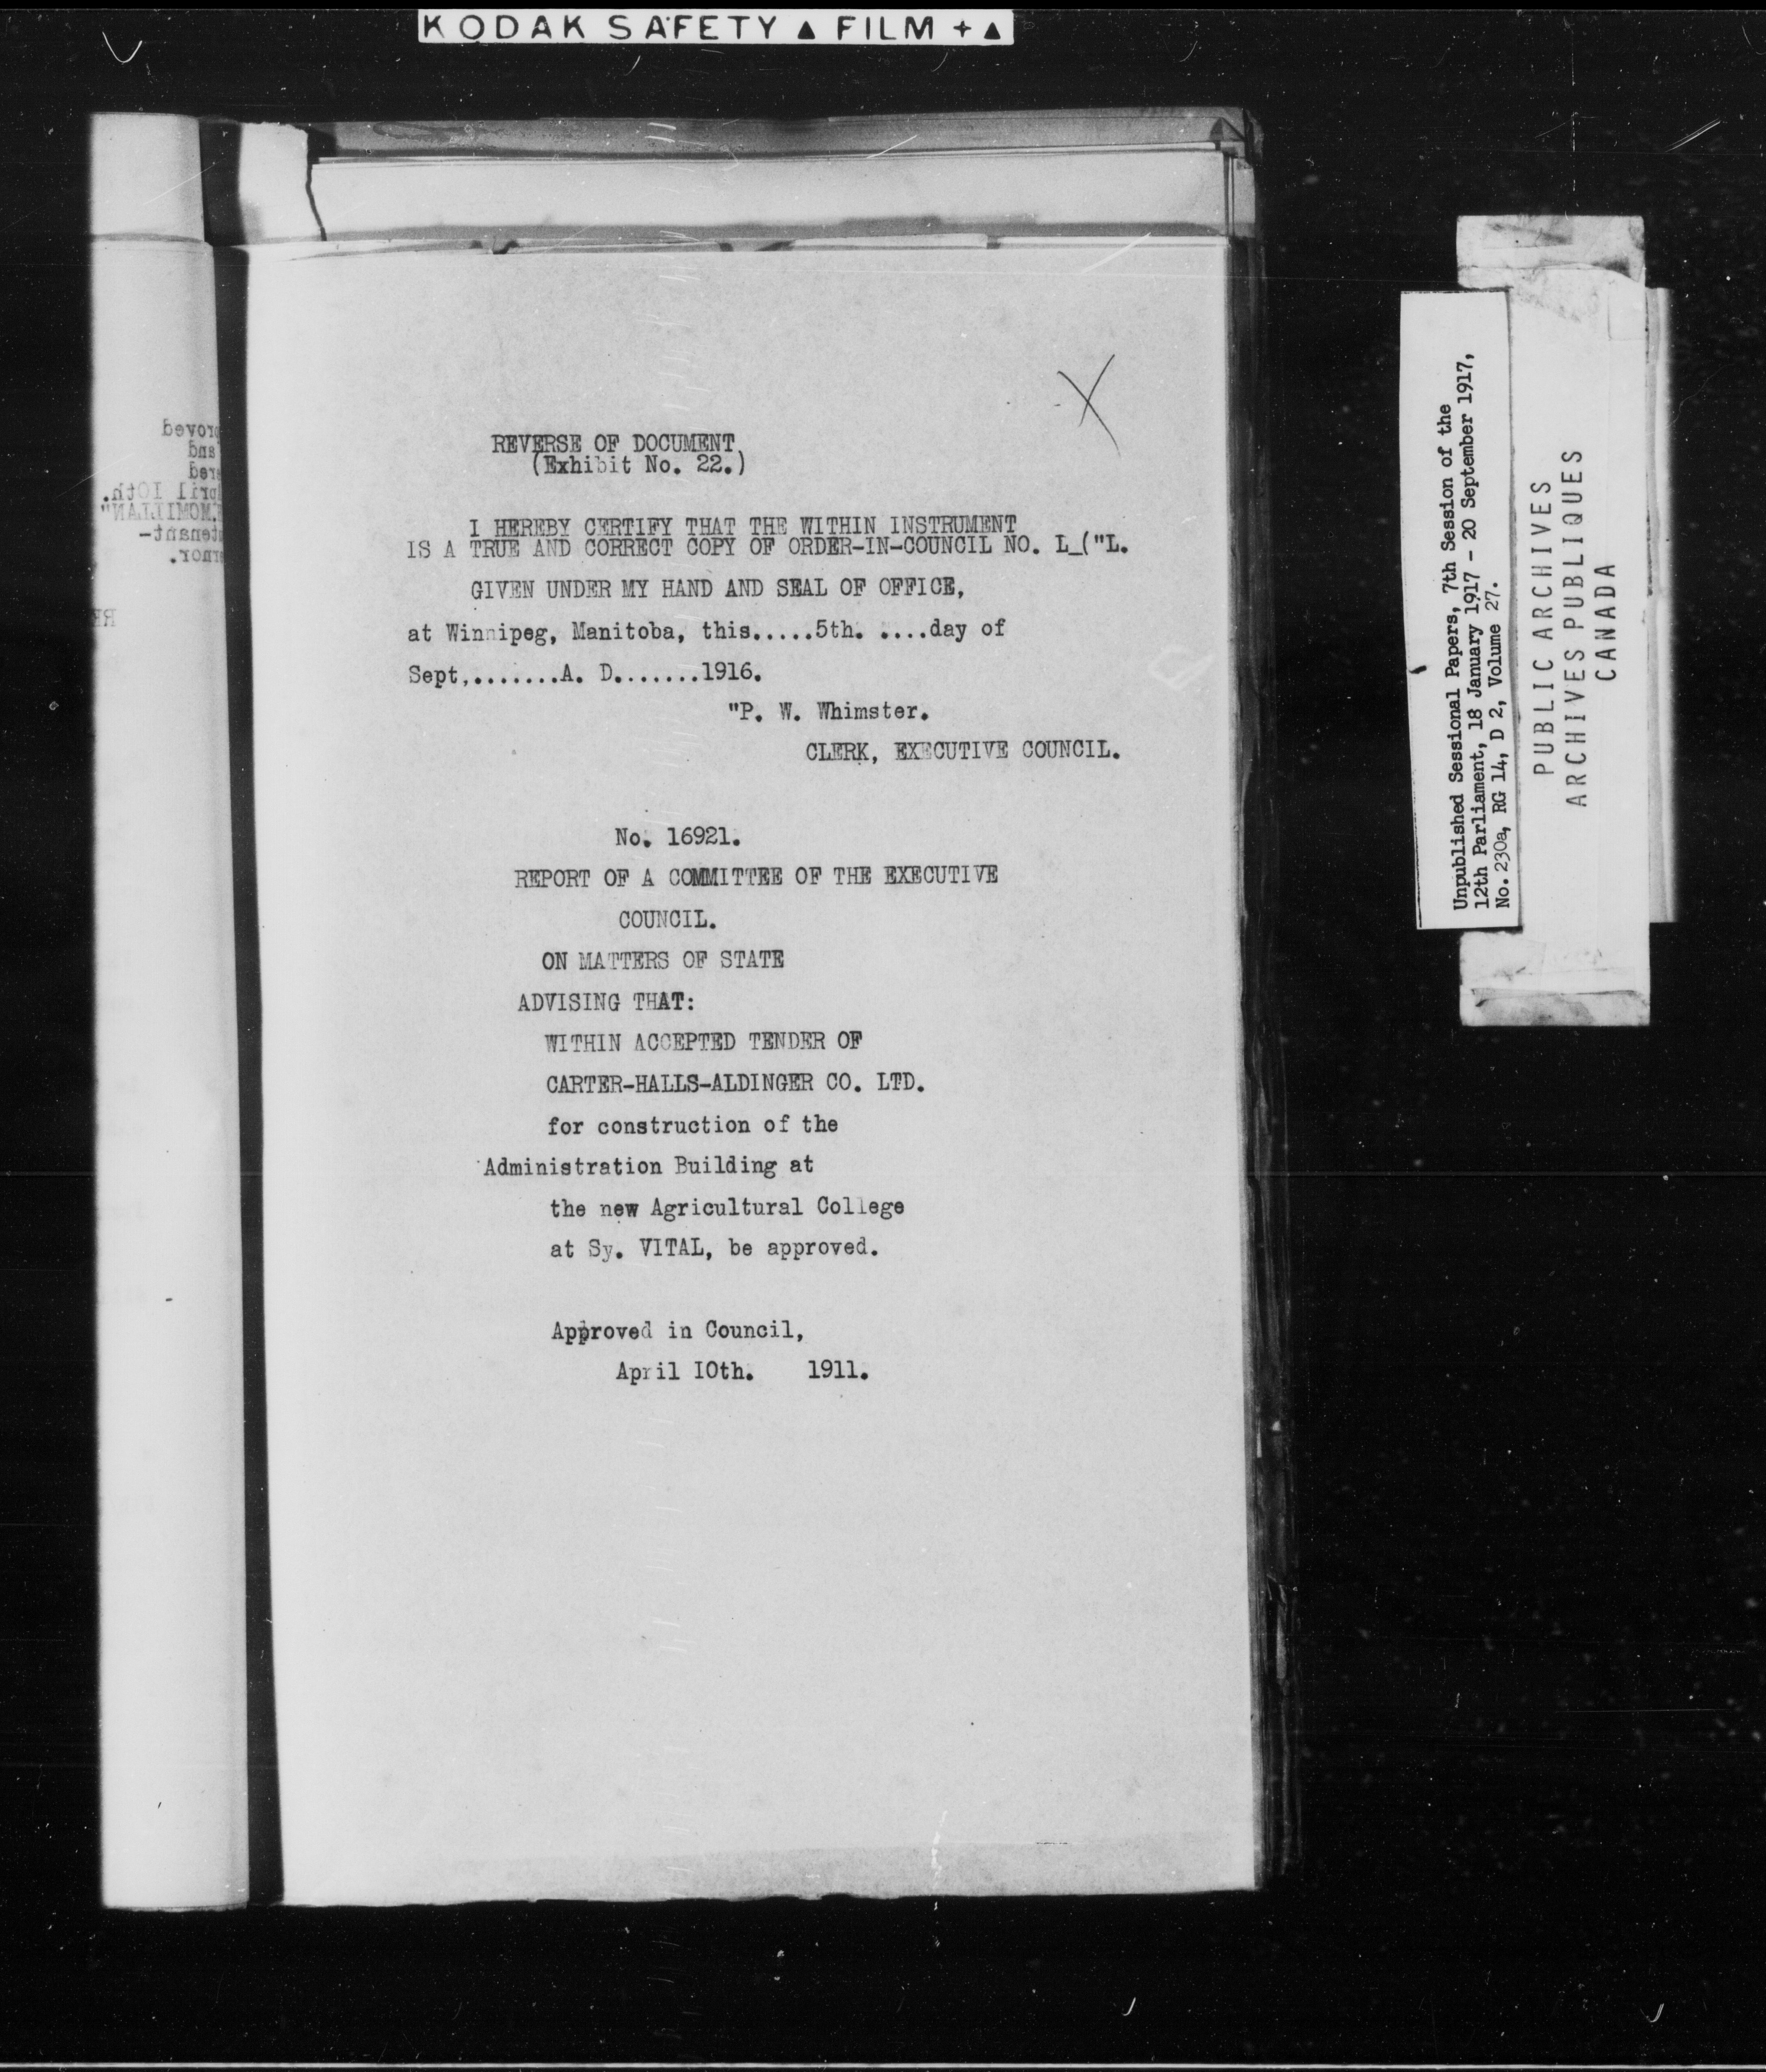 KODAK SAFETY ▲ FILM + ▲
X
REVERSE OF DOCUMENT
(Exhibit No. 22.)
I HEREBY CERTIFY THAT THE WITHIN INSTRUMENT
IS A TRUE AND CORRECT COPY OF ORDER-IN-COUNCIL NO. L_("L.
GIVEN UNDER MY HAND AND SEAL OF OFFICE,
at Winnipeg, Manitoba, this.....5th. ....day of
Sept,.......A. D.......1916.
"P. W. Whimster.
CLERK, EXECUTIVE COUNCIL.
No. 16921.
REPORT OF A COMMITTEE OF THE EXECUTIVE
COUNCIL.
ON MATTERS OF STATE
ADVISING THAT:
WITHIN ACCEPTED TENDER OF
CARTER-HALLS-ALDINGER CO. LTD.
for construction of the
Administration Building at
the new Agricultural College
at Sy. VITAL, be approved.
Approved in Council,
April IOth. 1911.
Unpublished Sessional Papers, 7th Session of the
12th Parliament, 18 January 1917 - 20 September 1917,
No. 230a, RG 14, D 2, Volume 27.
PUBLIC ARCHIVES
ARCHIVES PUBLIQUES
CANADA